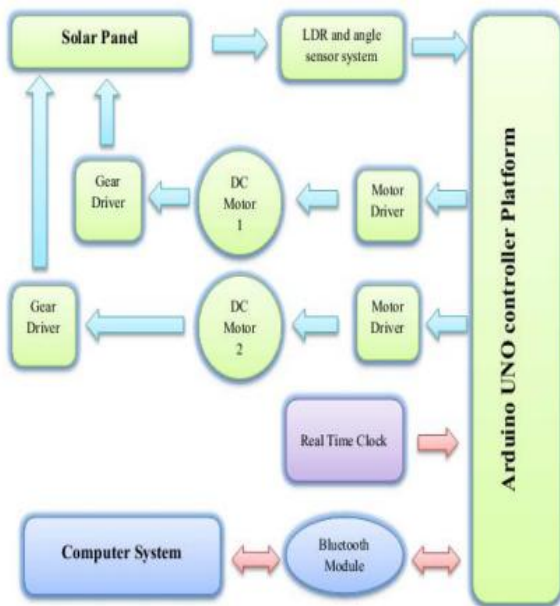 Solar Panel
LDR and angle
sensor system
Gear
Driver
DC
Motor
1
Motor
Driver
Gear
Driver
DC
Motor
2
Motor
Driver
Real Time Clock
Computer System
Bluetooth
Module
Arduino UNO controller Platform